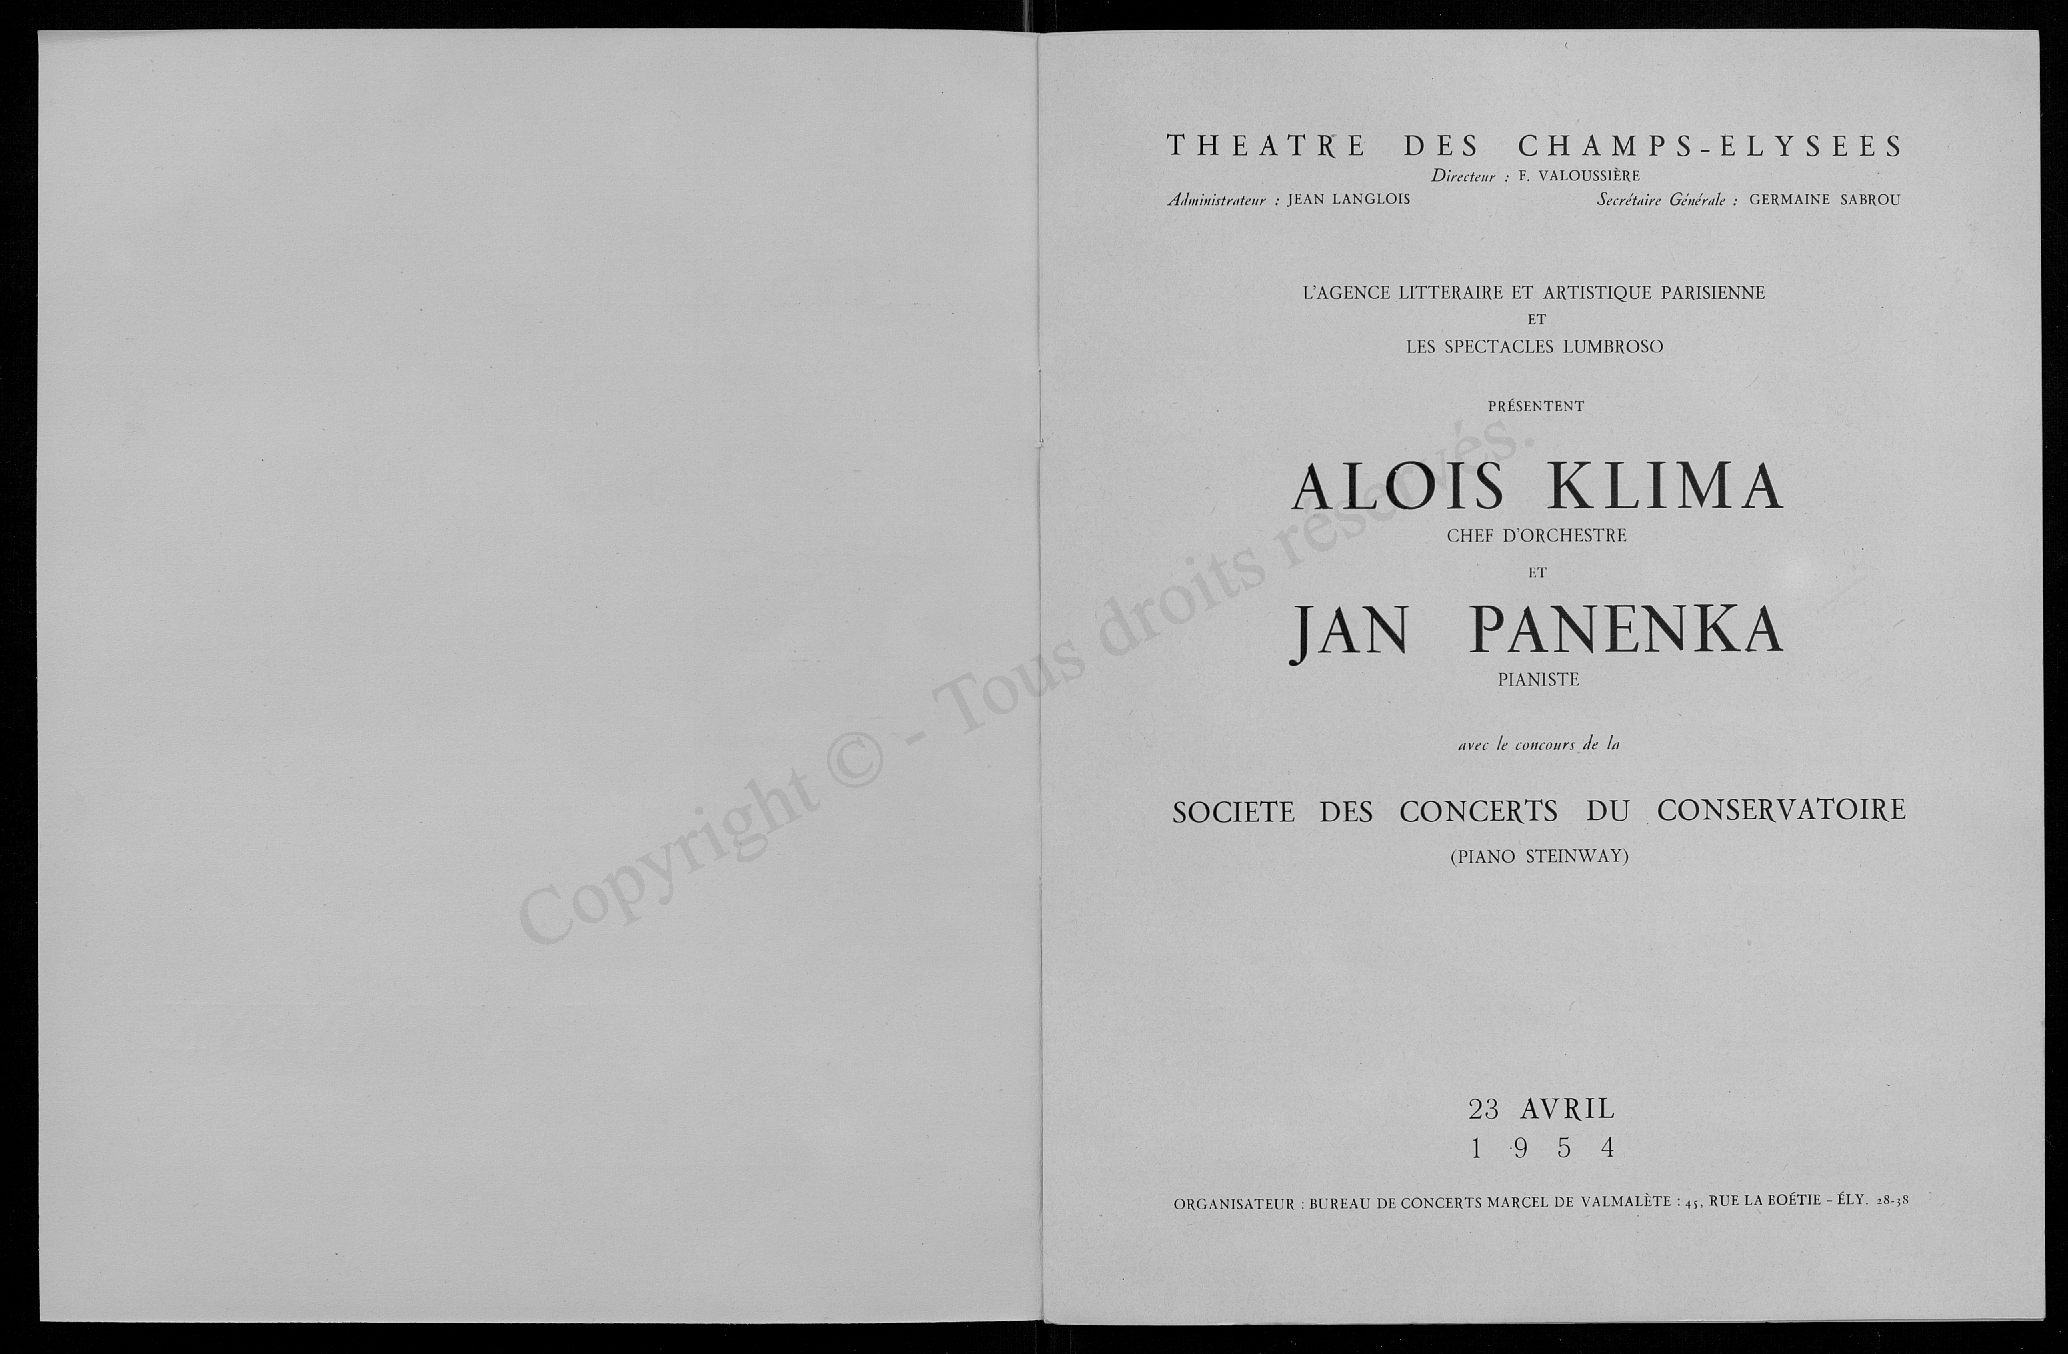 THEATRE DES CHAMPS-ELYSEES
Directeur : F. VALOUSSIÈRE
Administrateur : JEAN LANGLOIS Secrétaire Générale : GERMAINE SABROU
L'AGENCE LITTERAIRE ET ARTISTIQUE PARISIENNE
ET
LES SPECTACLES LUMBROSO
PRÉSENTENT
ALOIS KLIMA
CHEF D'ORCHESTRE
ET
JAN PANENKA
PIANISTE
avec le concours de la
SOCIETE DES CONCERTS DU CONSERVATOIRE
(PIANO STEINWAY)
23 AVRIL
1954
ORGANISATEUR : BUREAU DE CONCERTS MARCEL DE VALMALÈTE : 45, RUE LA BOÉTIE - ÉLY. 28-38
Copyright © - Tous droits réservés.